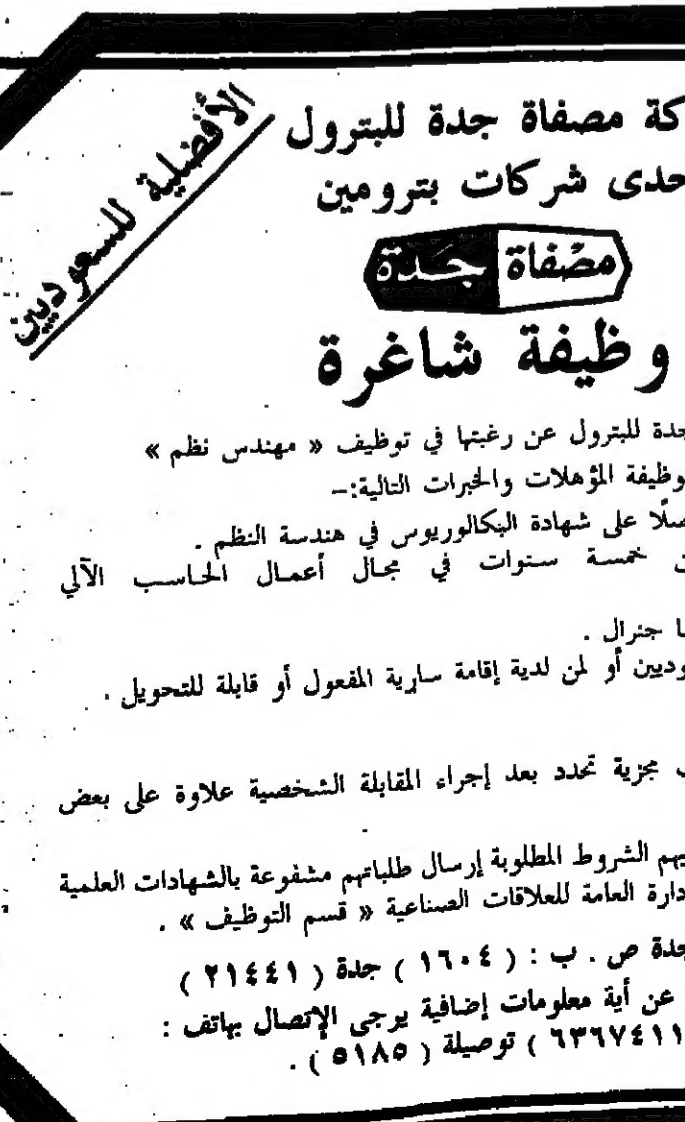 كة مصفاة جدة للبترول
حدى شركات بترومين
الأفضلية للسعوديين
مصفاة جدة
وظيفة شاغرة
جدة للبترول عن رغبتها في توظيف « مهندس نظم »
وظيفة المؤهلات والخبرات التالية:–
صلًا على شهادة البكالوريوس في هندسة النظم .
ن خمسة سنوات في مجال أعمال الحاسب الآلي
ا جنرال .
وديين أو لمن لدية إقامة سارية المفعول أو قابلة للتحويل .
ب مجزية تحدد بعد إجراء المقابلة الشخصية علاوة على بعض
يهم الشروط المطلوبة إرسال طلباتهم مشفوعة بالشهادات العلمية
دارة العامة للعلاقات الصناعية « قسم التوظيف » .
جدة ص . ب : ( ١٦٠٤ ) جدة ( ٢١٤٤١ )
عن أية معلومات إضافية يرجى الإتصال بهاتف :
٦٣٦٧٤١١ ) توصيلة ( ٥١٨٥ ) .